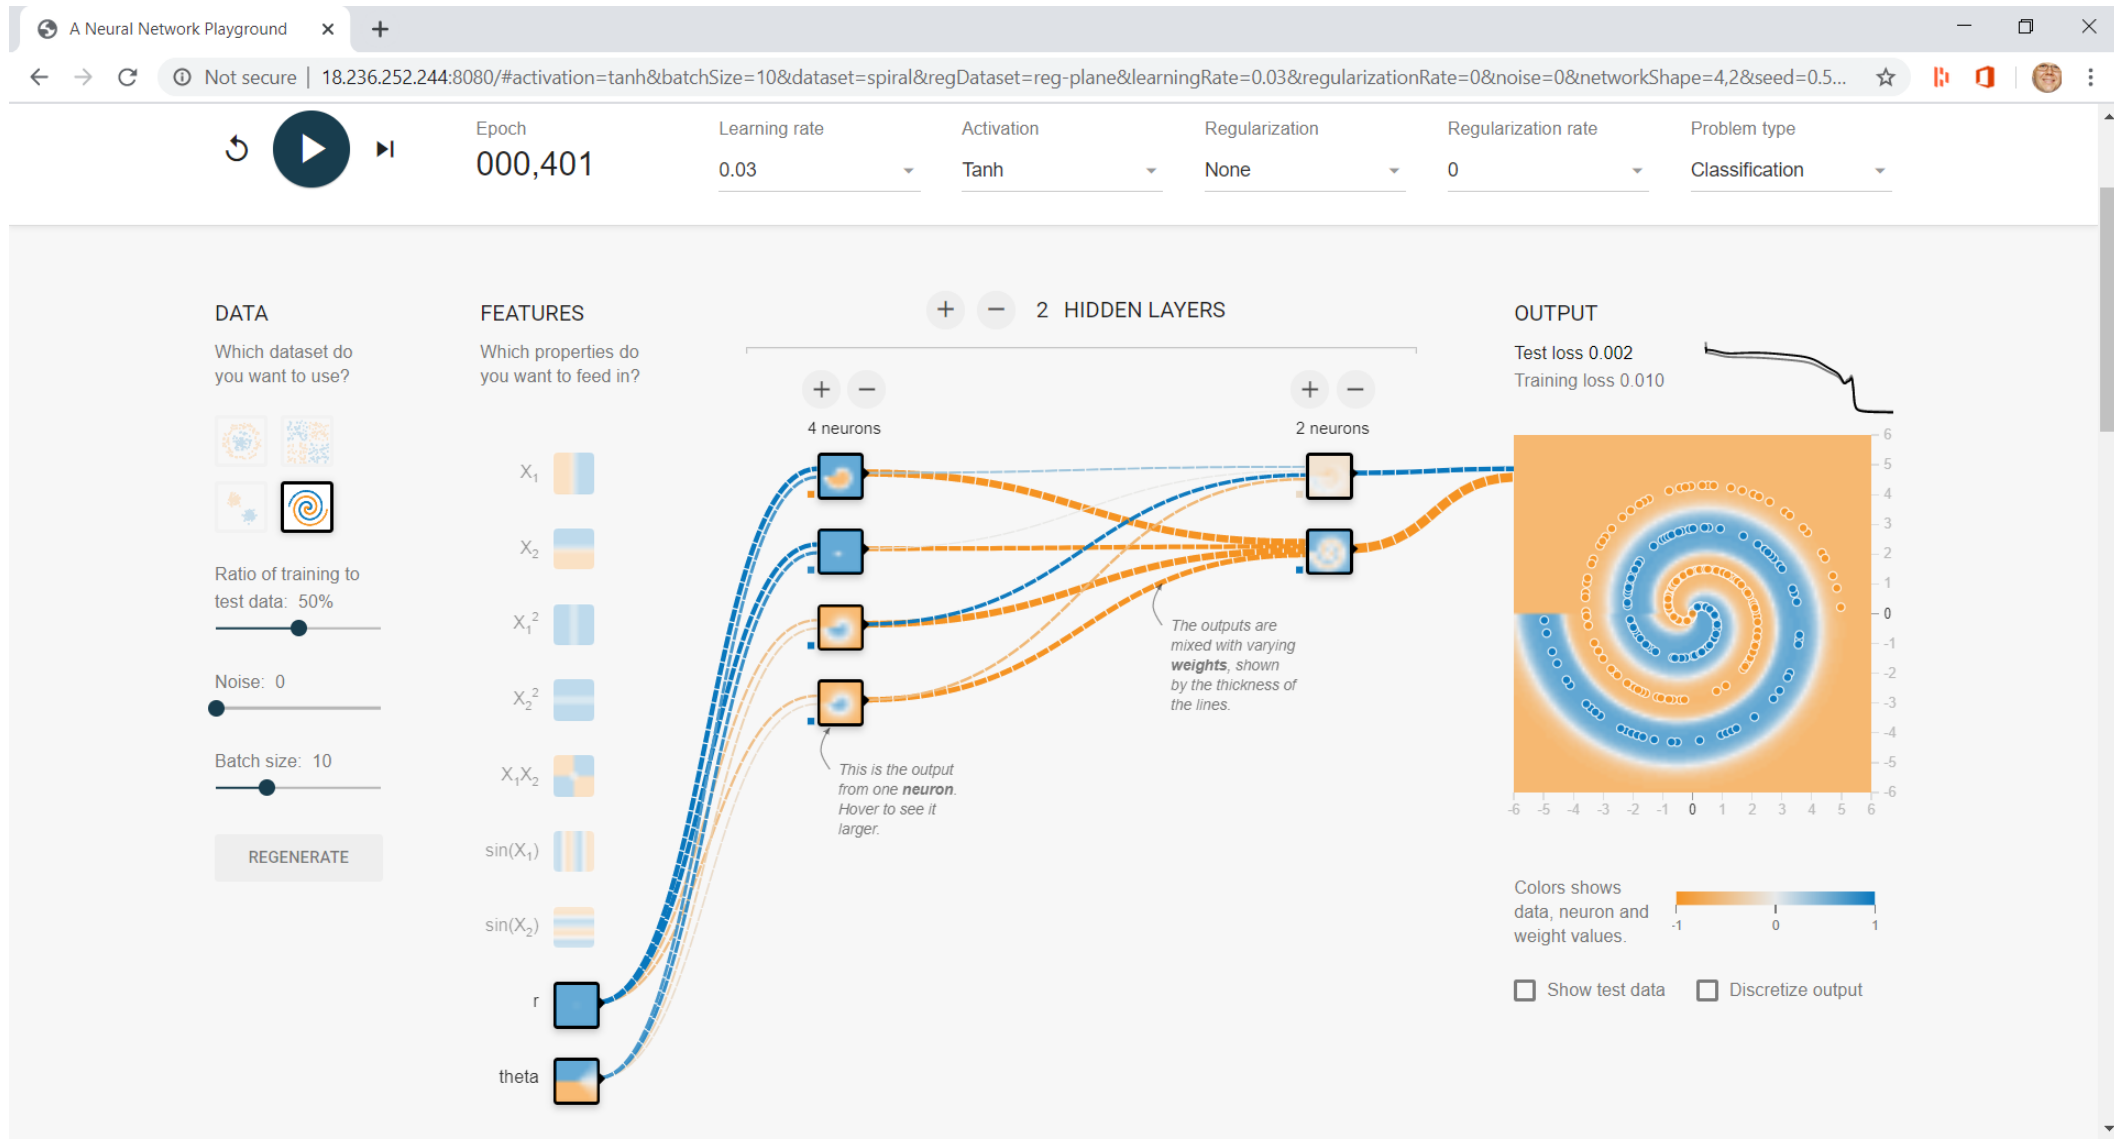 A Neural Network Playground
Not secure | 18.236.252.244:8080/#activation=tanh&batchSize=10&dataset=spiral&regDataset=reg-plane&learningRate=0.03&regularizationRate=0&noise=0&networkShape=4,2&seed=0.5...
Epoch
000,401
Learning rate
0.03
Activation
Tanh
Regularization
None
Regularization rate
0
Problem type
Classification
DATA
Which dataset do
you want to use?
Ratio of training to
test data: 50%
Noise: 0
Batch size: 10
REGENERATE
FEATURES
Which properties do
you want to feed in?
X1
X2
X1²
X2²
X1X2
sin(X1)
sin(X2)
r
theta
+ − 2 HIDDEN LAYERS
+ −
4 neurons
+ −
2 neurons
This is the output
from one neuron.
Hover to see it
larger.
The outputs are
mixed with varying
weights, shown
by the thickness of
the lines.
OUTPUT
Test loss 0.002
Training loss 0.010
6
5
4
3
2
1
0
-1
-2
-3
-4
-5
-6
-6 -5 -4 -3 -2 -1 0 1 2 3 4 5 6
Colors shows
data, neuron and
weight values.
-1 0 1
Show test data
Discretize output